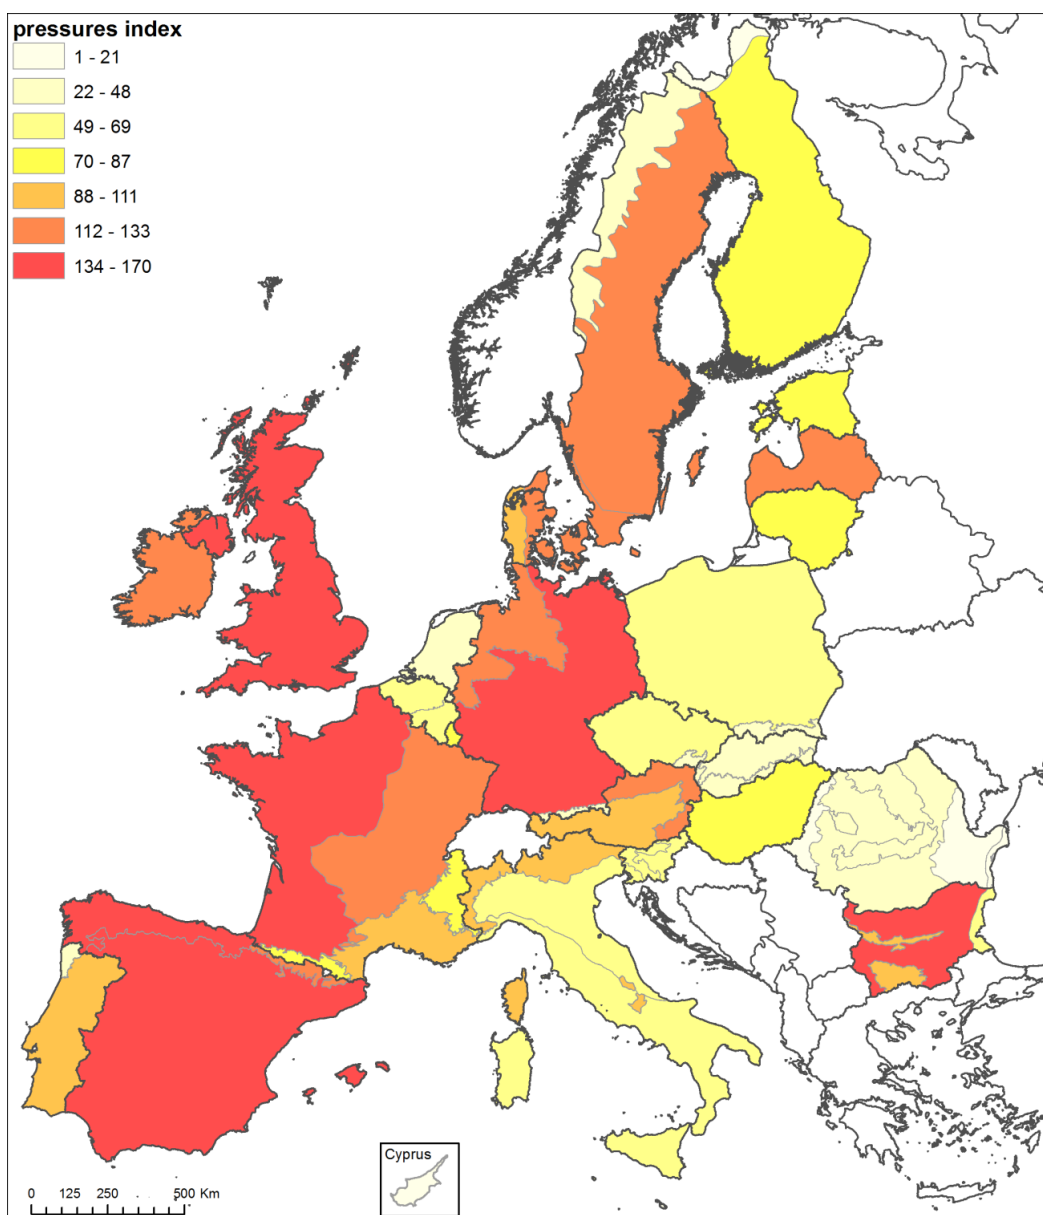 pressures index
1 - 21
22 - 48
49 - 69
70 - 87
88 - 111
112 - 133
134 - 170
Cyprus
0 125 250 500 Km